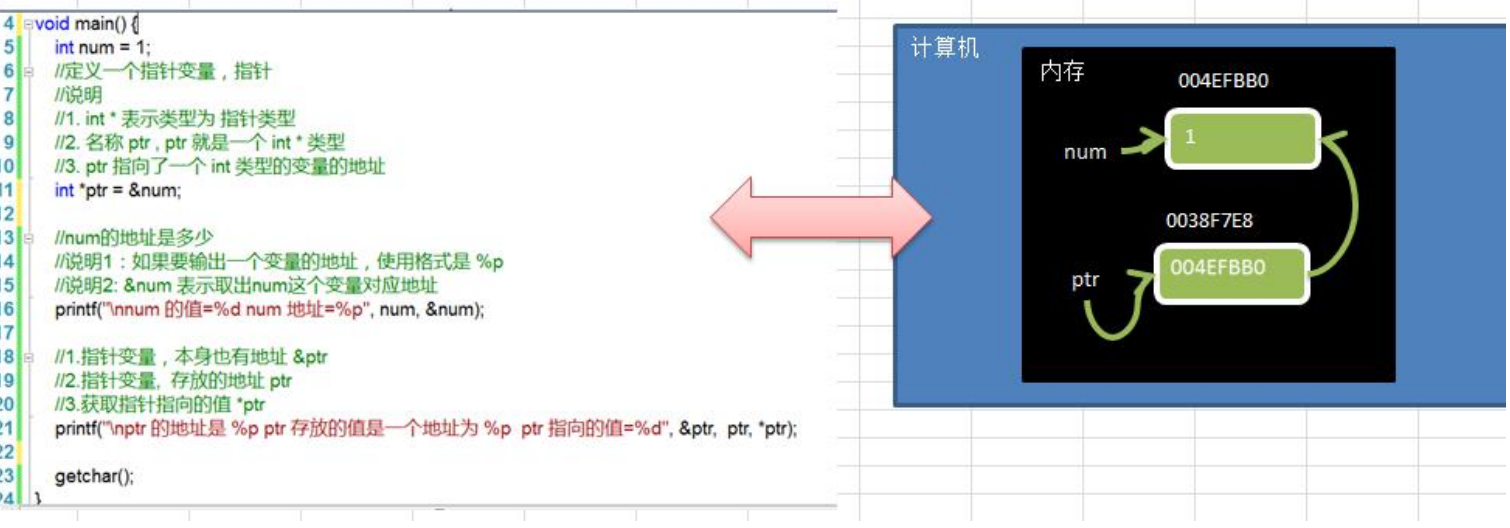 4 void main() {
5 int num = 1;
6 //定义一个指针变量 , 指针
7 //说明
8 //1. int * 表示类型为 指针类型
9 //2. 名称 ptr , ptr 就是一个 int * 类型
10 //3. ptr 指向了一个 int 类型的变量的地址
11 int *ptr = &num;
12
13 //num的地址是多少
14 //说明1 : 如果要输出一个变量的地址 , 使用格式是 %p
15 //说明2: &num 表示取出num这个变量对应地址
16 printf("\nnum 的值=%d num 地址=%p", num, &num);
17
18 //1.指针变量 , 本身也有地址 &ptr
19 //2.指针变量, 存放的地址 ptr
20 //3.获取指针指向的值 *ptr
21 printf("\nptr 的地址是 %p ptr 存放的值是一个地址为 %p  ptr 指向的值=%d", &ptr,  ptr, *ptr);
22
23 getchar();
24 }
计算机
内存
004EFBB0
num
1
0038F7E8
ptr
004EFBB0